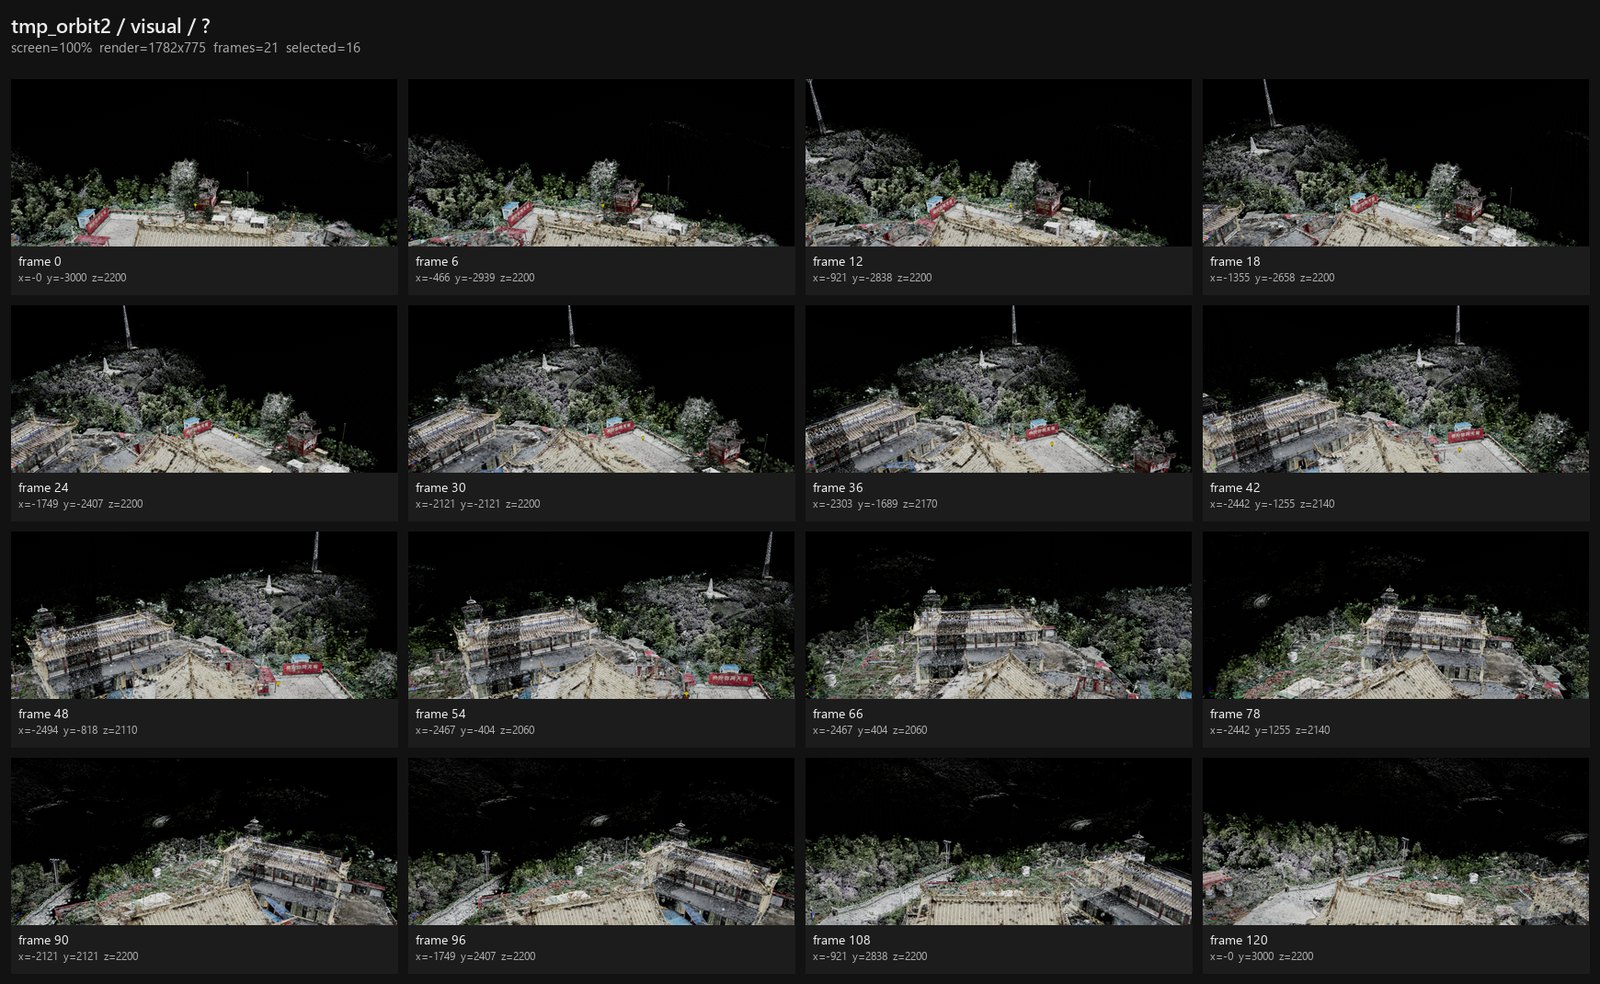 tmp_orbit2 / visual / ?
screen=100% render=1782x775 frames=21 selected=16
frame 0
x=-0 y=-3000 z=2200
frame 6
x=-466 y=-2939 z=2200
frame 12
x=-921 y=-2838 z=2200
frame 18
x=-1355 y=-2658 z=2200
frame 24
x=-1749 y=-2407 z=2200
frame 30
x=-2121 y=-2121 z=2200
frame 36
x=-2303 y=-1689 z=2170
frame 42
x=-2442 y=-1255 z=2140
frame 48
x=-2494 y=-818 z=2110
frame 54
x=-2467 y=-404 z=2060
frame 66
x=-2467 y=404 z=2060
frame 78
x=-2442 y=1255 z=2140
frame 90
x=-2121 y=2121 z=2200
frame 96
x=-1749 y=2407 z=2200
frame 108
x=-921 y=2838 z=2200
frame 120
x=-0 y=3000 z=2200